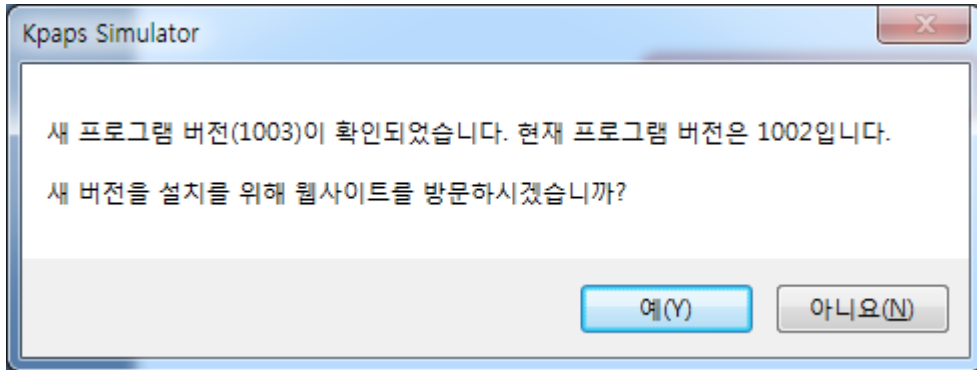 Kpaps Simulator
새 프로그램 버전(1003)이 확인되었습니다. 현재 프로그램 버전은 1002입니다.
새 버전을 설치를 위해 웹사이트를 방문하시겠습니까?
예(Y)
아니요(N)